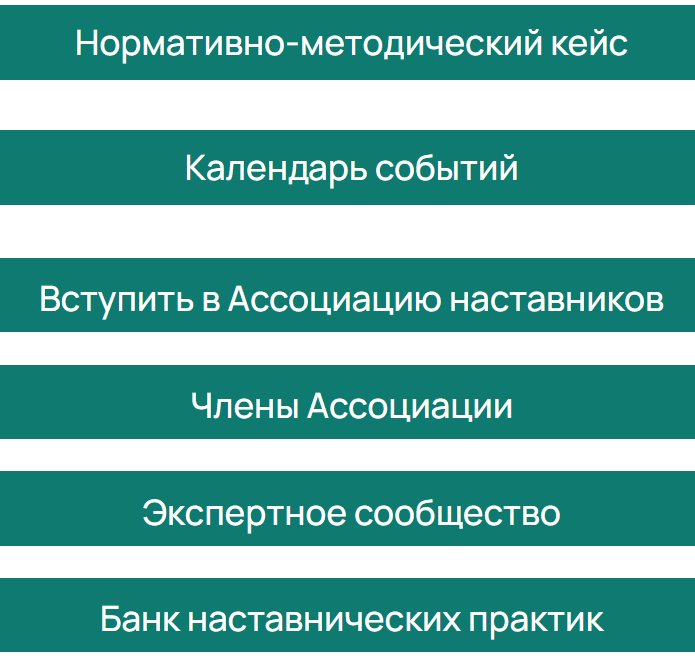 Нормативно-методический кейс
Календарь событий
Вступить в Ассоциацию наставников
Члены Ассоциации
Экспертное сообщество
Банк наставнических практик